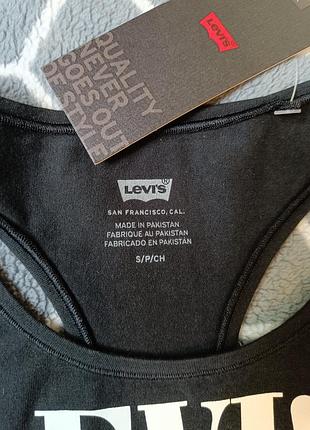 Levi's®
QUALITY
NEVER
GOES OUT
OF STYLE
Levi's®
SAN FRANCISCO, CAL.
MADE IN PAKISTAN
FABRIQUE AU PAKISTAN
FABRICADO EN PAKISTÁN
S/P/CH